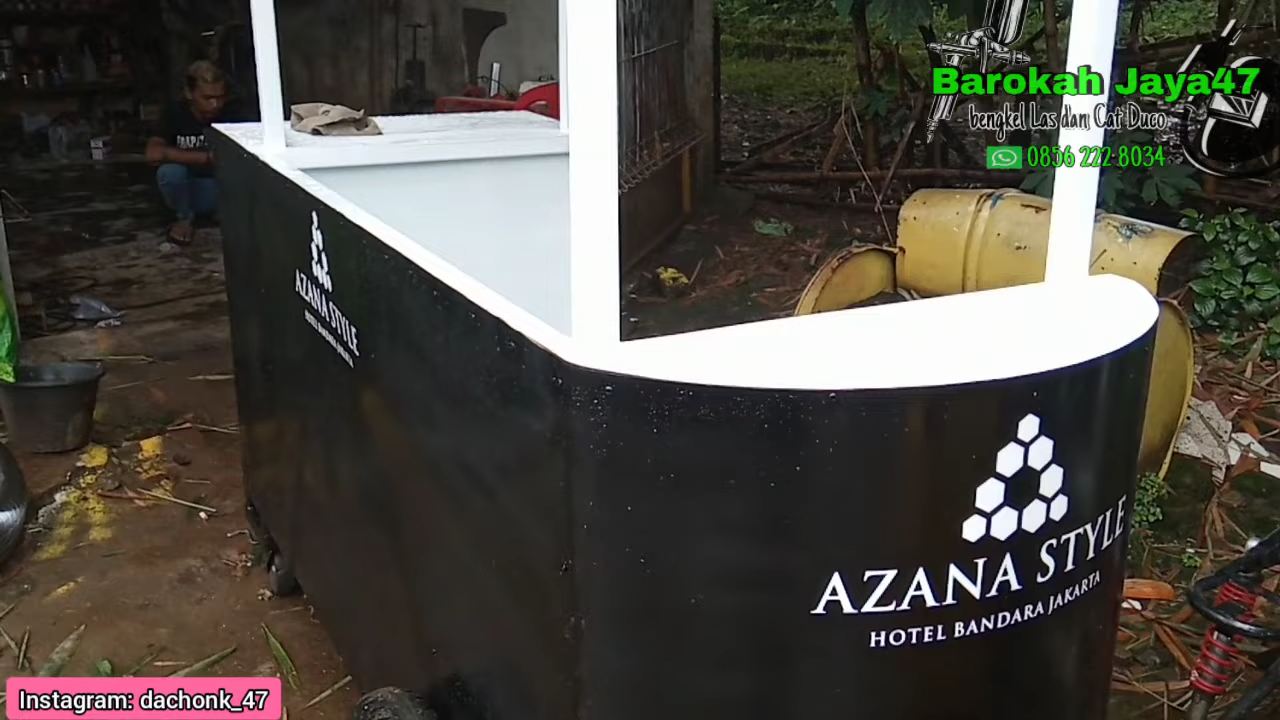 Barokah Jaya47
bengkel Las dan Cat Duco
0856 222 8034
AZANA STYLE
HOTEL BANDARA JAKARTA
AZANA STYLE
HOTEL BANDARA JAKARTA
Instagram: dachonk_47